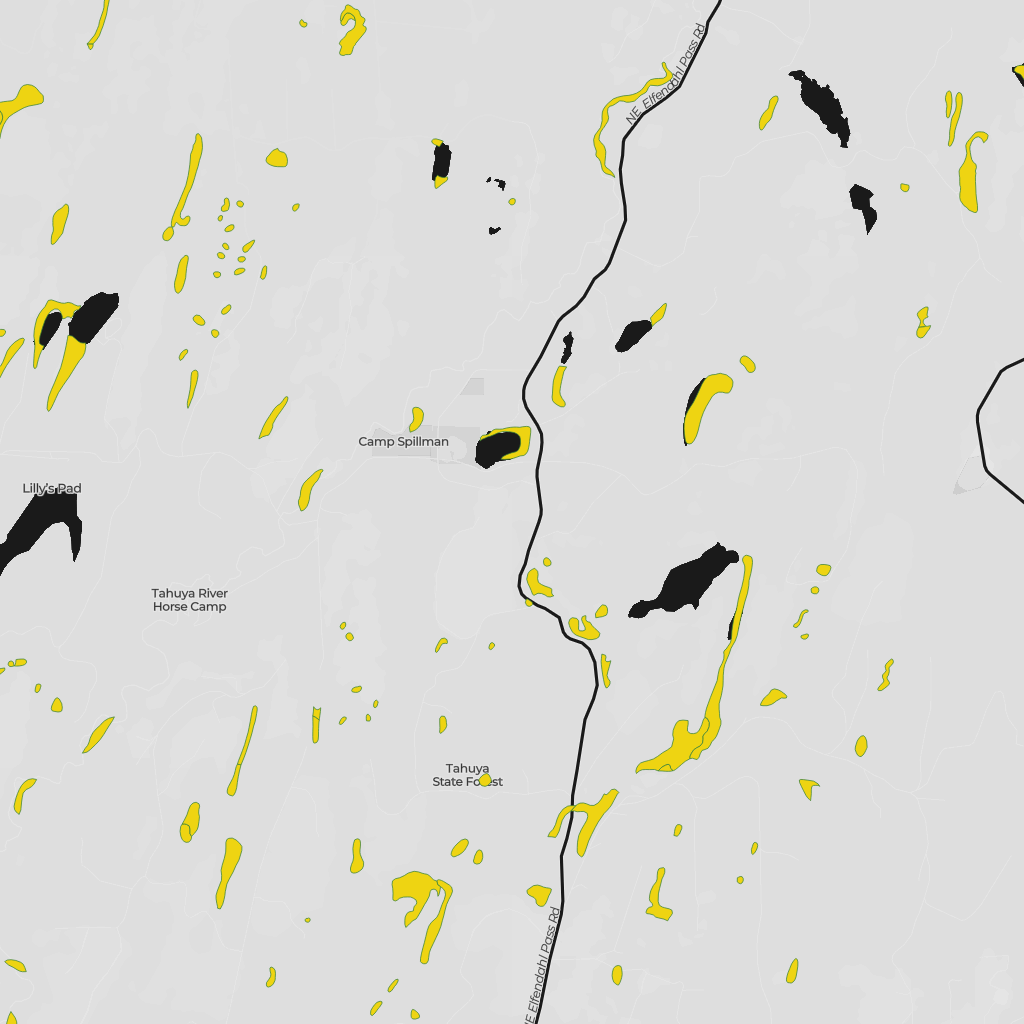 NE Elfendahl Pass Rd
Camp Spillman
Lilly's Pad
Tahuya River
Horse Camp
Tahuya
State Forest
NE Elfendahl Pass Rd